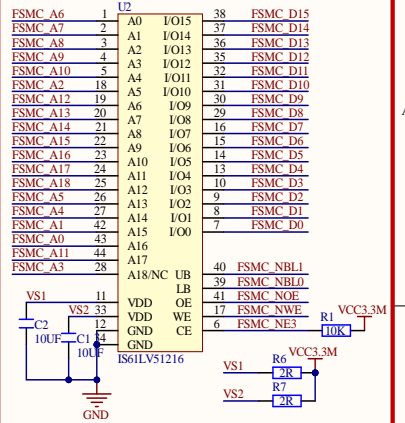 U2
FSMC_A6 1 A0 I/O15 38 FSMC_D15
FSMC_A7 2 A1 I/O14 37 FSMC_D14
FSMC_A8 3 A2 I/O13 36 FSMC_D13
FSMC_A9 4 A3 I/O12 35 FSMC_D12
FSMC_A10 5 A4 I/O11 32 FSMC_D11
FSMC_A2 18 A5 I/O10 31 FSMC_D10
FSMC_A12 19 A6 I/O9 30 FSMC_D9
FSMC_A13 20 A7 I/O8 29 FSMC_D8
FSMC_A14 21 A8 I/O7 16 FSMC_D7
FSMC_A15 22 A9 I/O6 15 FSMC_D6
FSMC_A16 23 A10 I/O5 14 FSMC_D5
FSMC_A17 24 A11 I/O4 13 FSMC_D4
FSMC_A18 25 A12 I/O3 10 FSMC_D3
FSMC_A5 26 A13 I/O2 9 FSMC_D2
FSMC_A4 27 A14 I/O1 8 FSMC_D1
FSMC_A1 42 A15 I/O0 7 FSMC_D0
FSMC_A0 43 A16
FSMC_A11 44 A17
FSMC_A3 28 A18/NC UB 40 FSMC_NBL1
LB 39 FSMC_NBL0
VS1 11 VDD OE 41 FSMC_NOE
VS2 33 VDD WE 17 FSMC_NWE
12 GND CE 6 FSMC_NE3 R1 VCC3.3M
10K
C2
10UF
C1
10UF
34 GND
IS61LV51216
VCC3.3M
VS1 R6
2R
VS2 R7
2R
GND